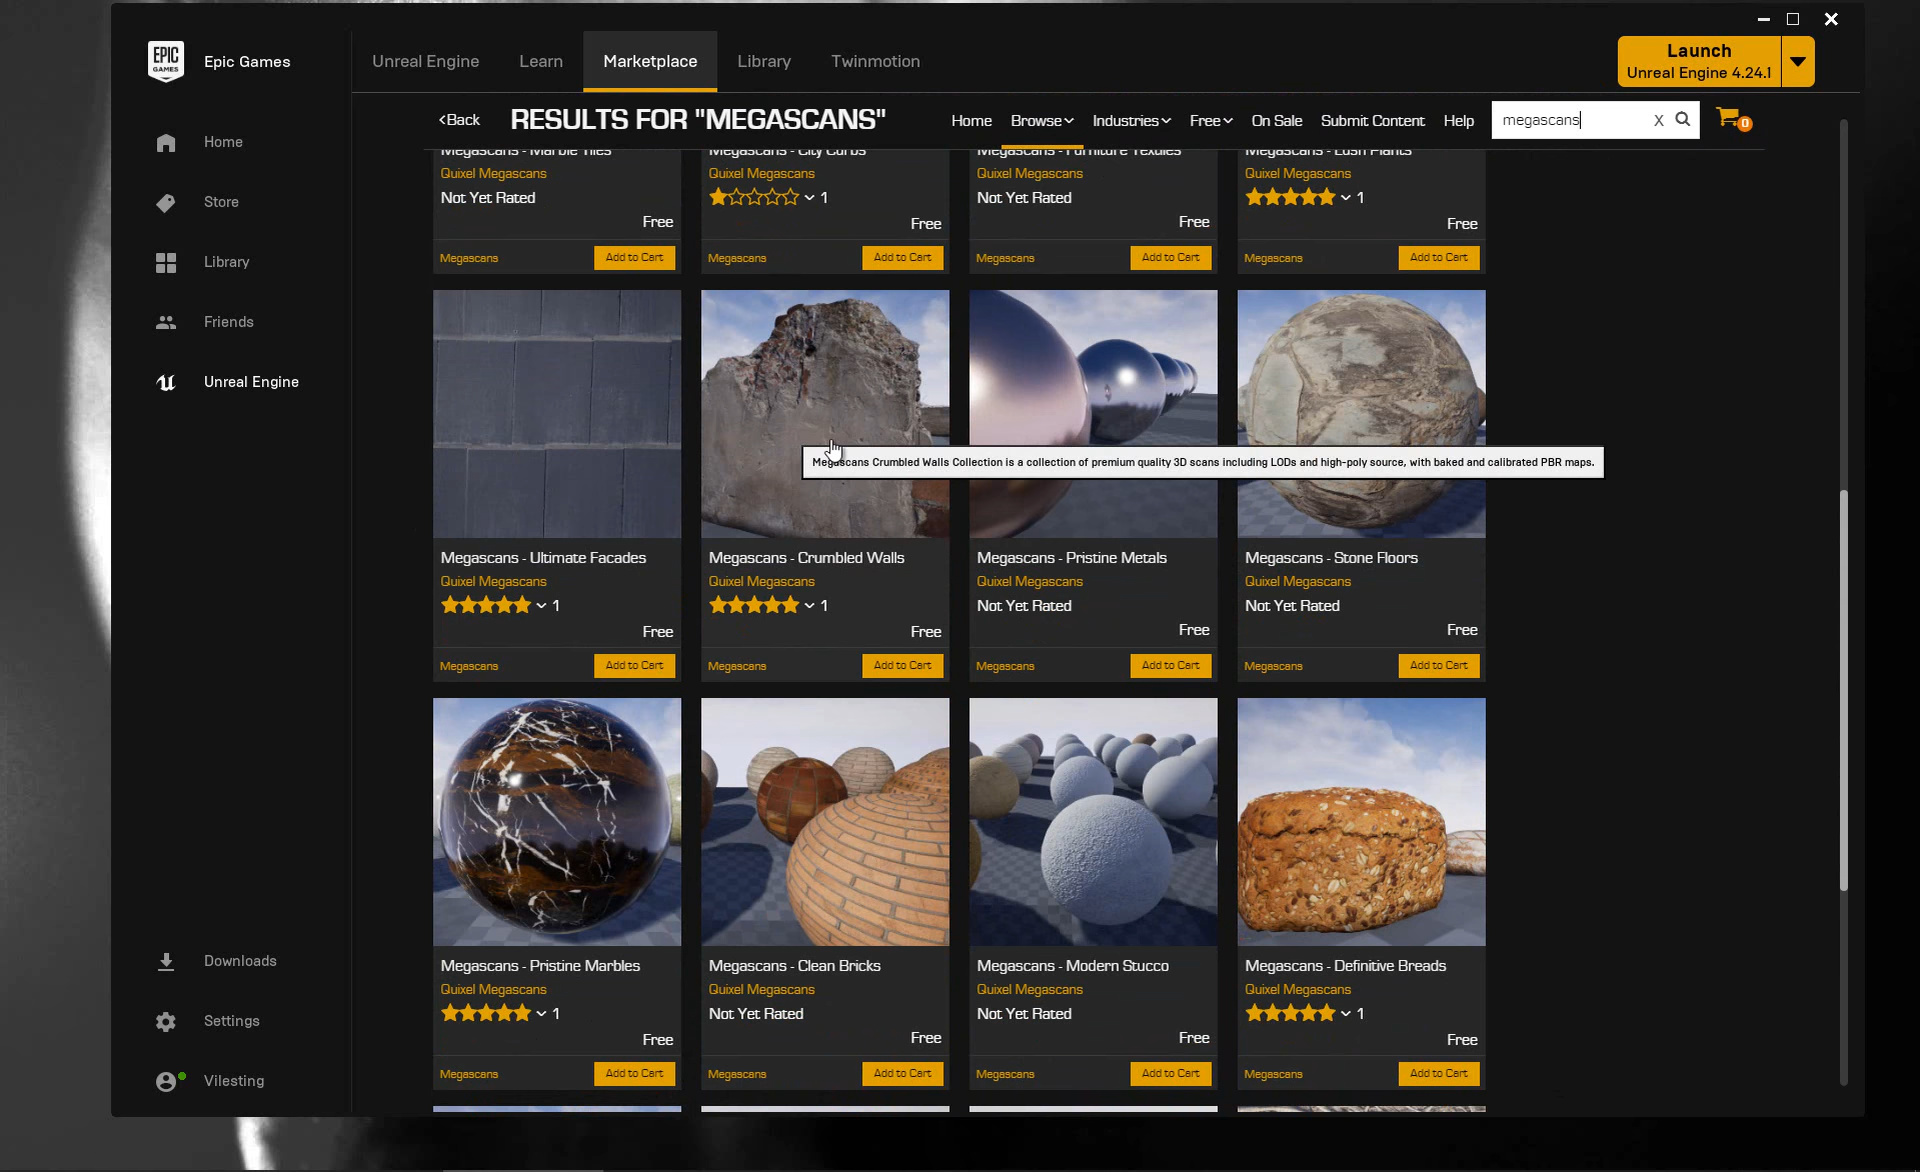 EPIC GAMES
Epic Games
Unreal Engine
Learn
Marketplace
Library
Twinmotion
Launch
Unreal Engine 4.24.1
<Back
RESULTS FOR "MEGASCANS"
Home
Browse
Industries
Free
On Sale
Submit Content
Help
megascans
X
0
Home
Store
Library
Friends
Unreal Engine
Downloads
Settings
Vilesting
Megascans - Marble Tiles
Quixel Megascans
Not Yet Rated
Free
Megascans
Add to Cart
Megascans - City Curbs
Quixel Megascans
1
Free
Megascans
Add to Cart
Megascans - Furniture Textiles
Quixel Megascans
Not Yet Rated
Free
Megascans
Add to Cart
Megascans - Lush Plants
Quixel Megascans
1
Free
Megascans
Add to Cart
Megascans Crumbled Walls Collection is a collection of premium quality 3D scans including LODs and high-poly source, with baked and calibrated PBR maps.
Megascans - Ultimate Facades
Quixel Megascans
1
Free
Megascans
Add to Cart
Megascans - Crumbled Walls
Quixel Megascans
1
Free
Megascans
Add to Cart
Megascans - Pristine Metals
Quixel Megascans
Not Yet Rated
Free
Megascans
Add to Cart
Megascans - Stone Floors
Quixel Megascans
Not Yet Rated
Free
Megascans
Add to Cart
Megascans - Pristine Marbles
Quixel Megascans
1
Free
Megascans
Add to Cart
Megascans - Clean Bricks
Quixel Megascans
Not Yet Rated
Free
Megascans
Add to Cart
Megascans - Modern Stucco
Quixel Megascans
Not Yet Rated
Free
Megascans
Add to Cart
Megascans - Definitive Breads
Quixel Megascans
1
Free
Megascans
Add to Cart